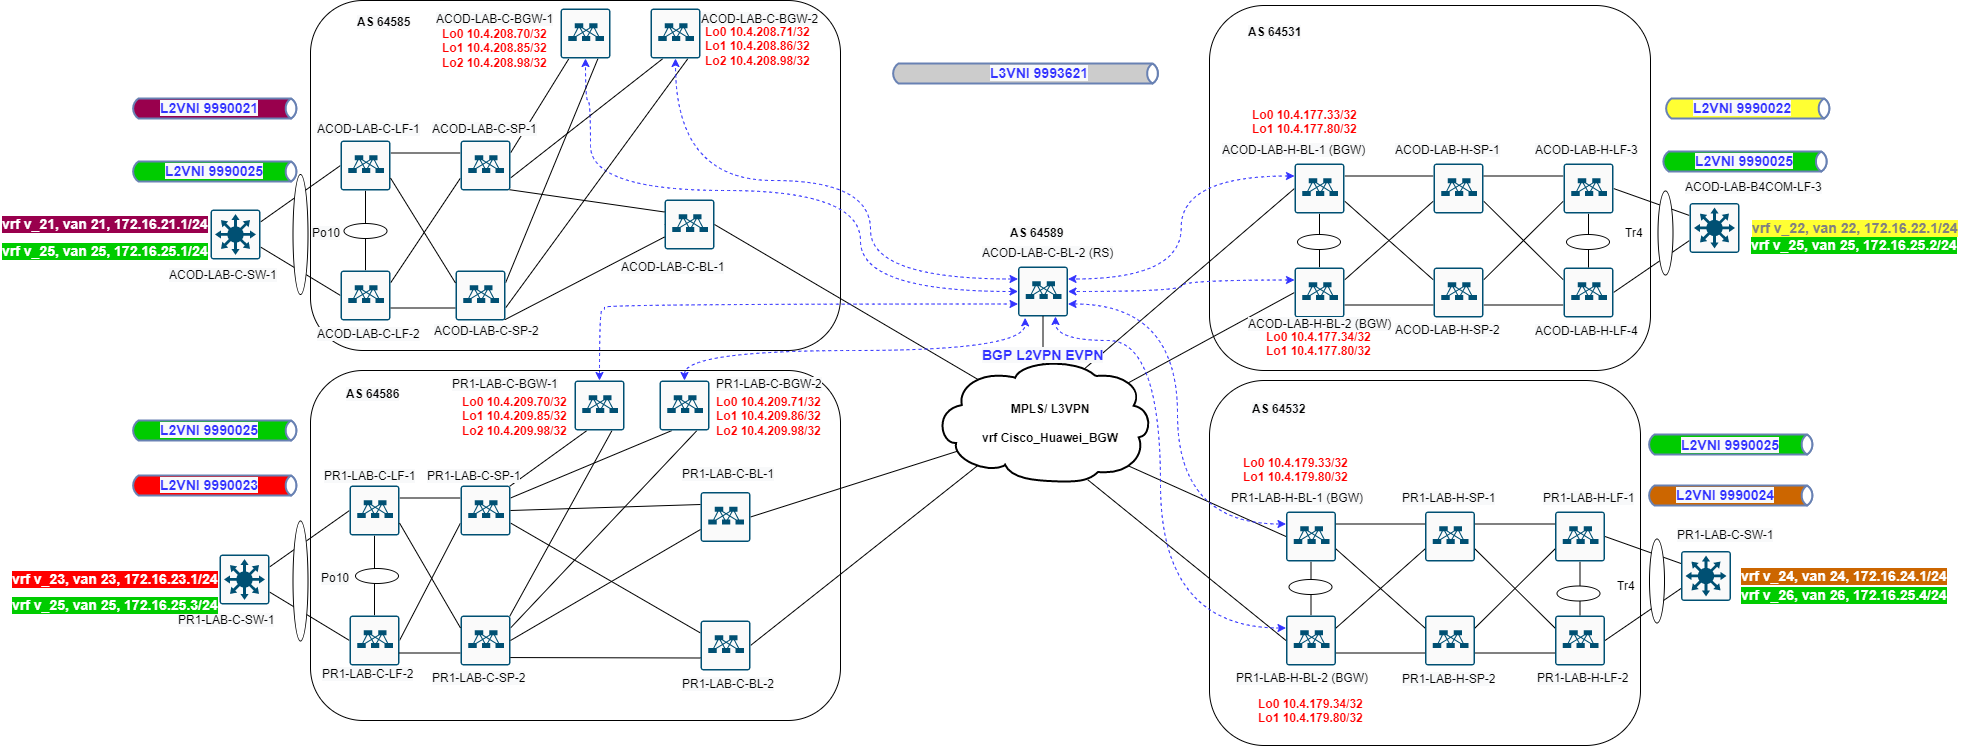 AS 64585
ACOD-LAB-C-BGW-1
Lo0 10.4.208.70/32
Lo1 10.4.208.85/32
Lo2 10.4.208.98/32
ACOD-LAB-C-BGW-2
Lo0 10.4.208.71/32
Lo1 10.4.208.86/32
Lo2 10.4.208.98/32
L2VNI 9990021
L2VNI 9990025
ACOD-LAB-C-LF-1
ACOD-LAB-C-SP-1
vrf v_21, van 21, 172.16.21.1/24
vrf v_25, van 25, 172.16.25.1/24
Po10
ACOD-LAB-C-SW-1
ACOD-LAB-C-BL-1
ACOD-LAB-C-LF-2
ACOD-LAB-C-SP-2
L3VNI 9993621
AS 64589
ACOD-LAB-C-BL-2 (RS)
BGP L2VPN EVPN
MPLS/ L3VPN
vrf Cisco_Huawei_BGW
AS 64531
Lo0 10.4.177.33/32
Lo1 10.4.177.80/32
ACOD-LAB-H-BL-1 (BGW)
ACOD-LAB-H-SP-1
ACOD-LAB-H-LF-3
L2VNI 9990022
L2VNI 9990025
ACOD-LAB-B4COM-LF-3
Tr4
vrf v_22, van 22, 172.16.22.1/24
vrf v_25, van 25, 172.16.25.2/24
ACOD-LAB-H-BL-2 (BGW)
Lo0 10.4.177.34/32
Lo1 10.4.177.80/32
ACOD-LAB-H-SP-2
ACOD-LAB-H-LF-4
AS 64586
PR1-LAB-C-BGW-1
Lo0 10.4.209.70/32
Lo1 10.4.209.85/32
Lo2 10.4.209.98/32
PR1-LAB-C-BGW-2
Lo0 10.4.209.71/32
Lo1 10.4.209.86/32
Lo2 10.4.209.98/32
L2VNI 9990025
L2VNI 9990023
PR1-LAB-C-LF-1
PR1-LAB-C-SP-1
PR1-LAB-C-BL-1
vrf v_23, van 23, 172.16.23.1/24
vrf v_25, van 25, 172.16.25.3/24
Po10
PR1-LAB-C-SW-1
PR1-LAB-C-LF-2
PR1-LAB-C-SP-2
PR1-LAB-C-BL-2
AS 64532
Lo0 10.4.179.33/32
Lo1 10.4.179.80/32
PR1-LAB-H-BL-1 (BGW)
PR1-LAB-H-SP-1
PR1-LAB-H-LF-1
L2VNI 9990025
L2VNI 9990024
PR1-LAB-C-SW-1
Tr4
vrf v_24, van 24, 172.16.24.1/24
vrf v_26, van 26, 172.16.25.4/24
PR1-LAB-H-BL-2 (BGW)
PR1-LAB-H-SP-2
PR1-LAB-H-LF-2
Lo0 10.4.179.34/32
Lo1 10.4.179.80/32